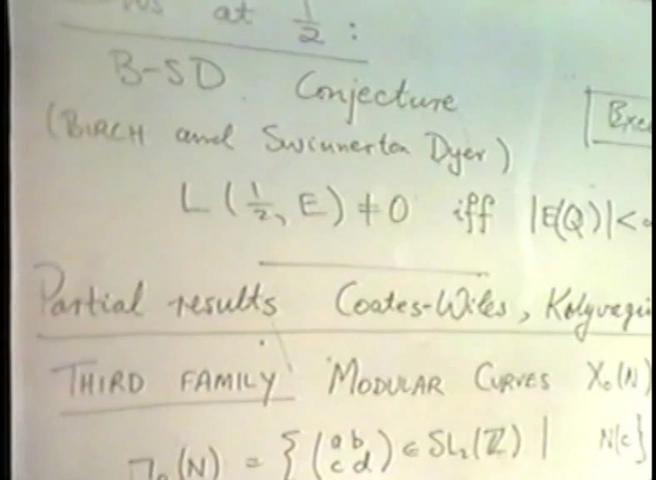 at 1/2 :
B-SD Conjecture
(BIRCH and Swinnerton Dyer)
L(1/2, E) ≠ 0 iff |E(Q)| <
Partial results Coates-Wiles, Kolyvagi
THIRD FAMILY MODULAR CURVES X₀(N)
Γ₀(N) = { (a b c d) ∈ SL₂(ℤ) | N|c }